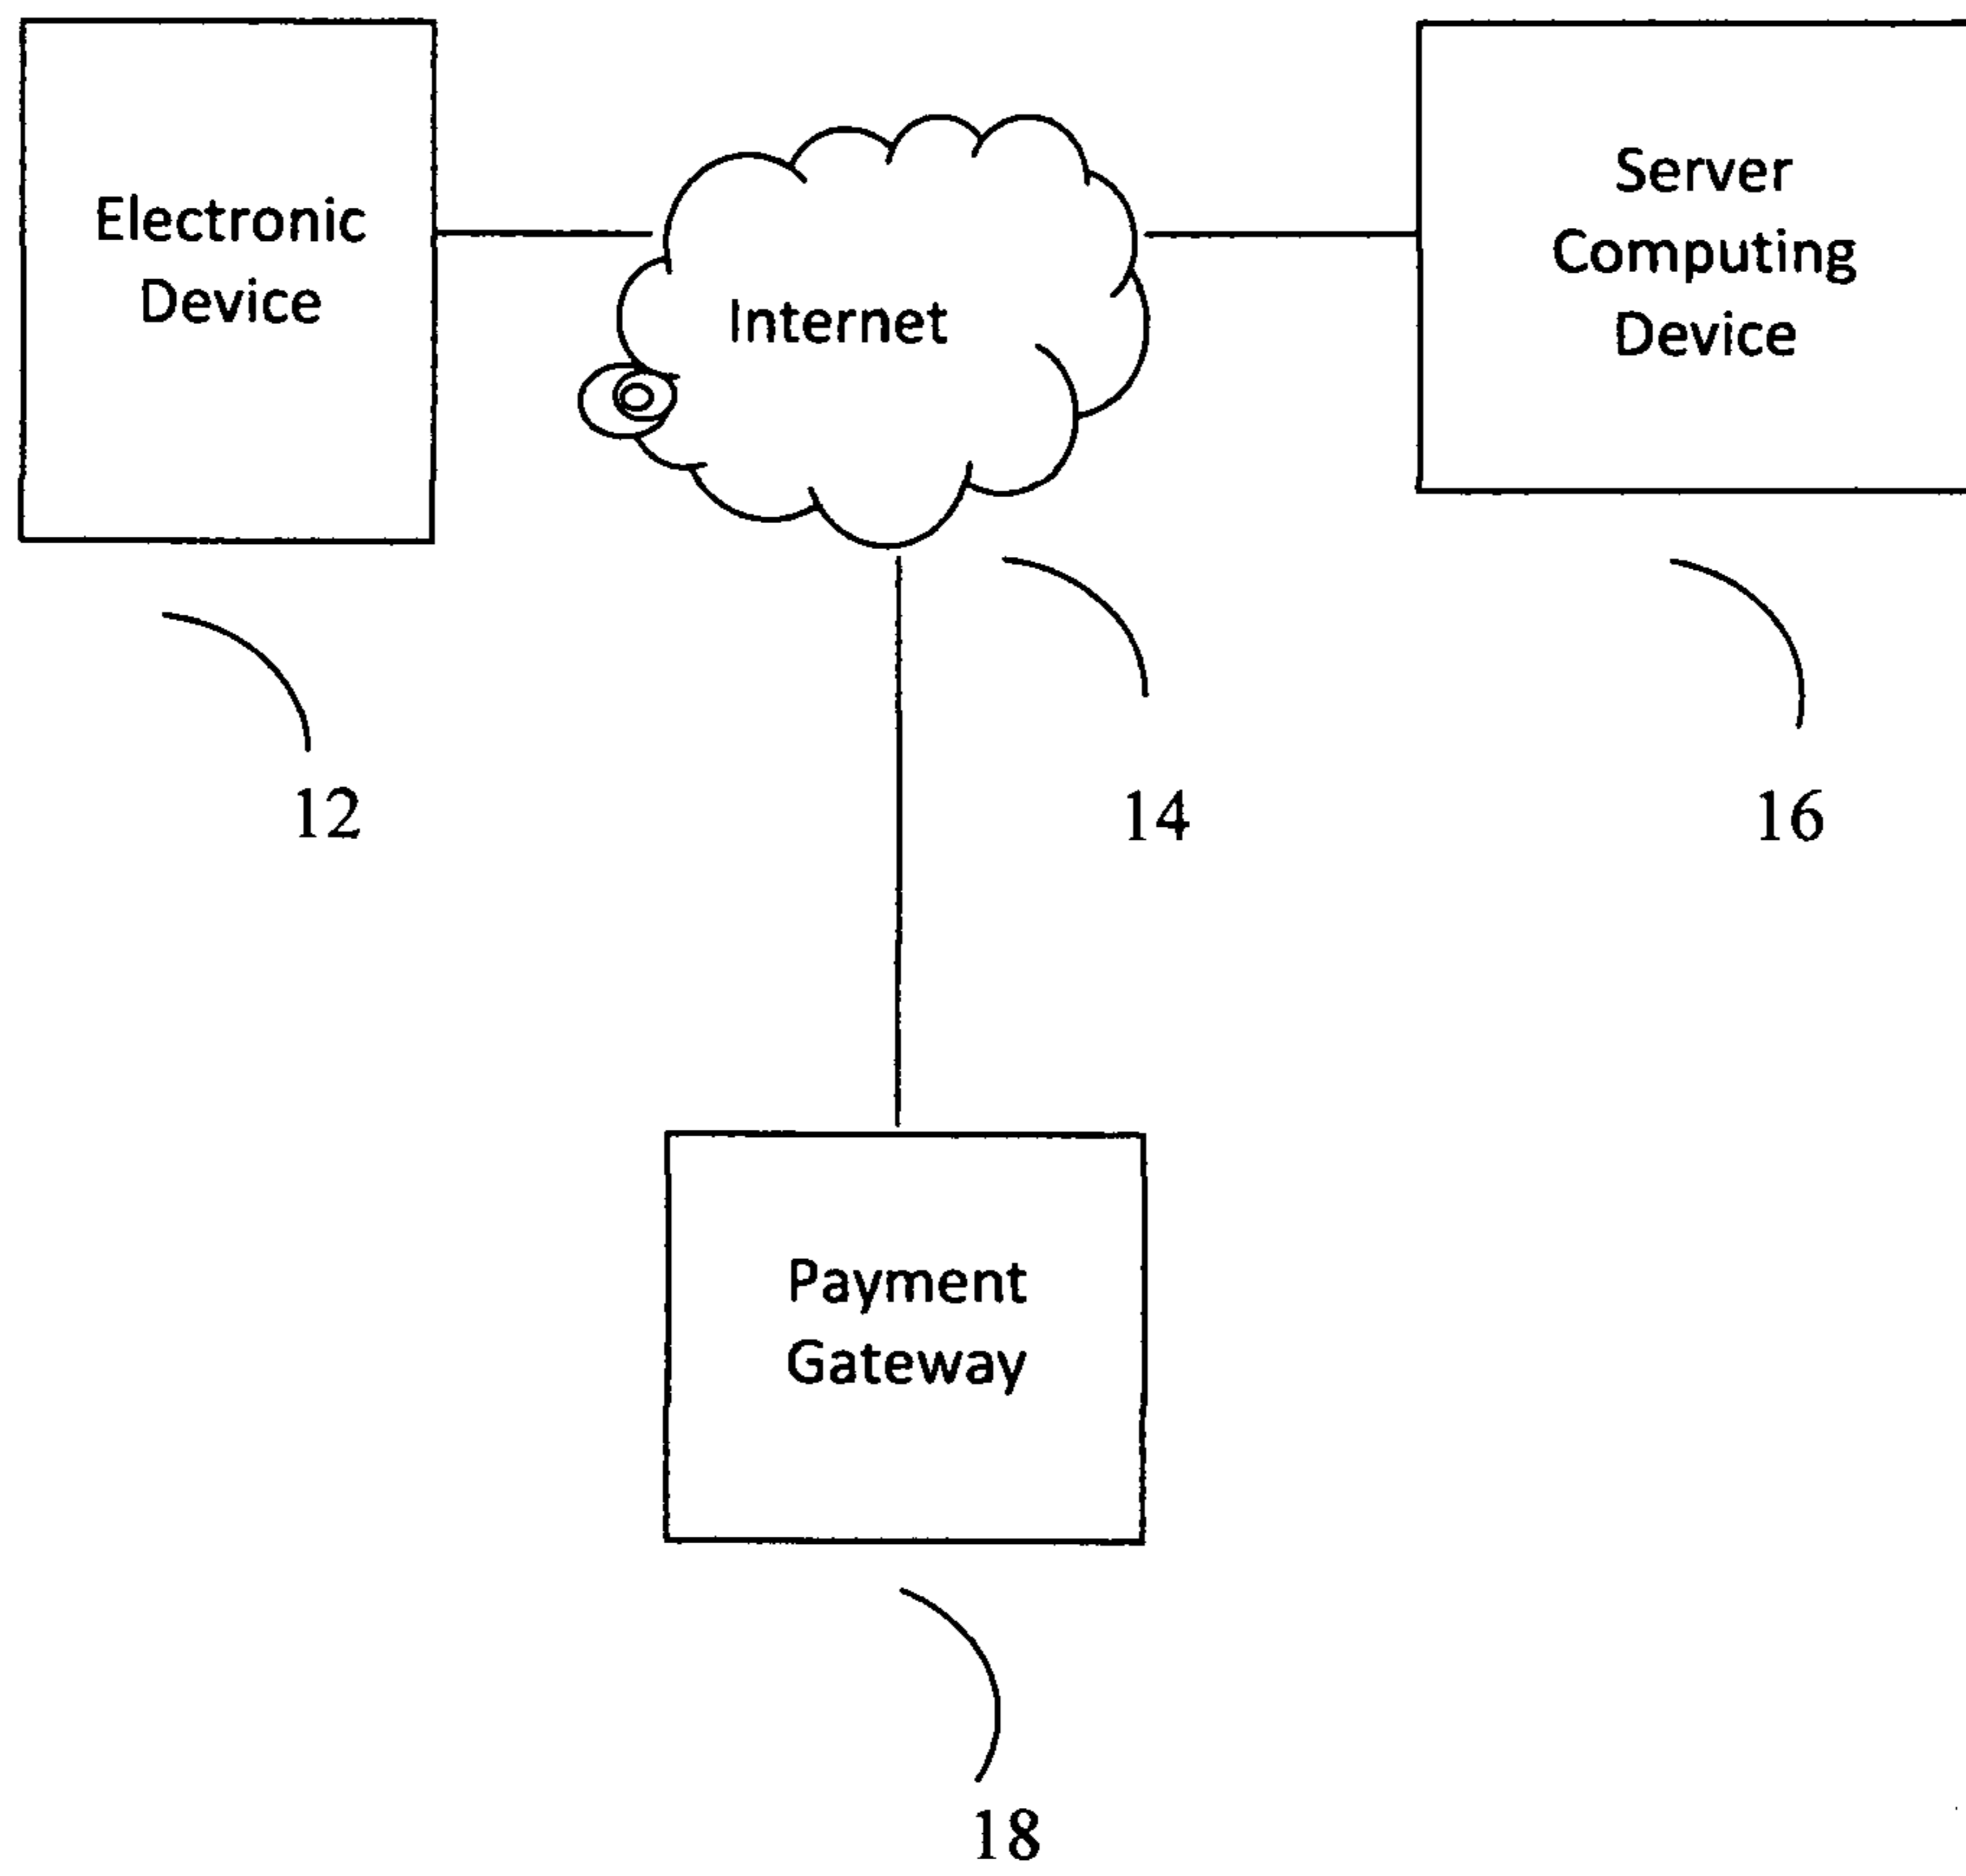 Electronic
Device
Internet
Server
Computing
Device
12
14
16
Payment
Gateway
18